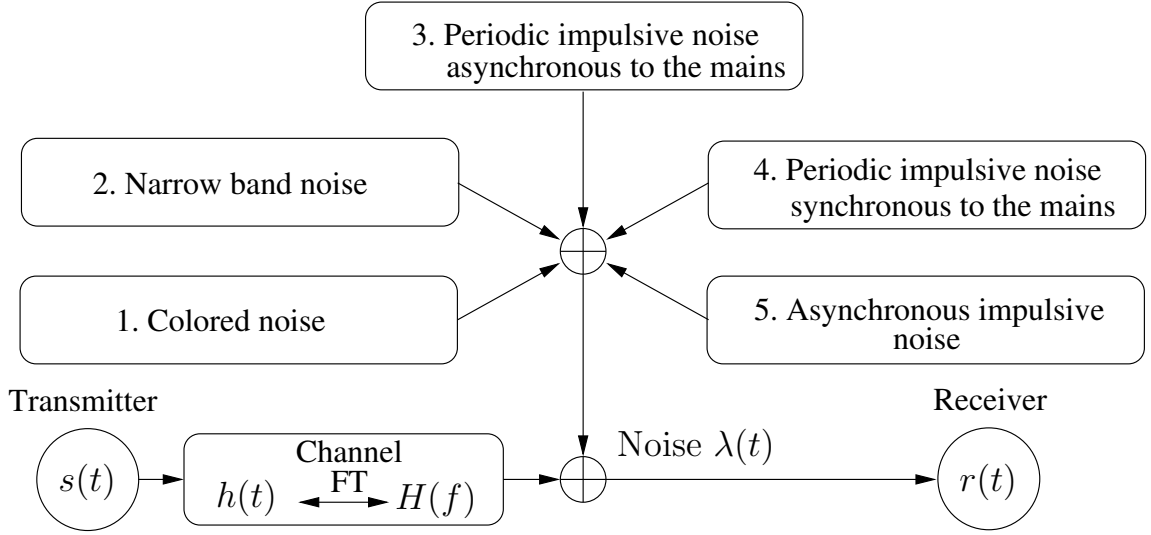 3. Periodic impulsive noise
asynchronous to the mains
2. Narrow band noise
4. Periodic impulsive noise
synchronous to the mains
1. Colored noise
5. Asynchronous impulsive
noise
Transmitter
Receiver
s(t)
Channel
FT
h(t)
H(f)
Noise λ(t)
r(t)